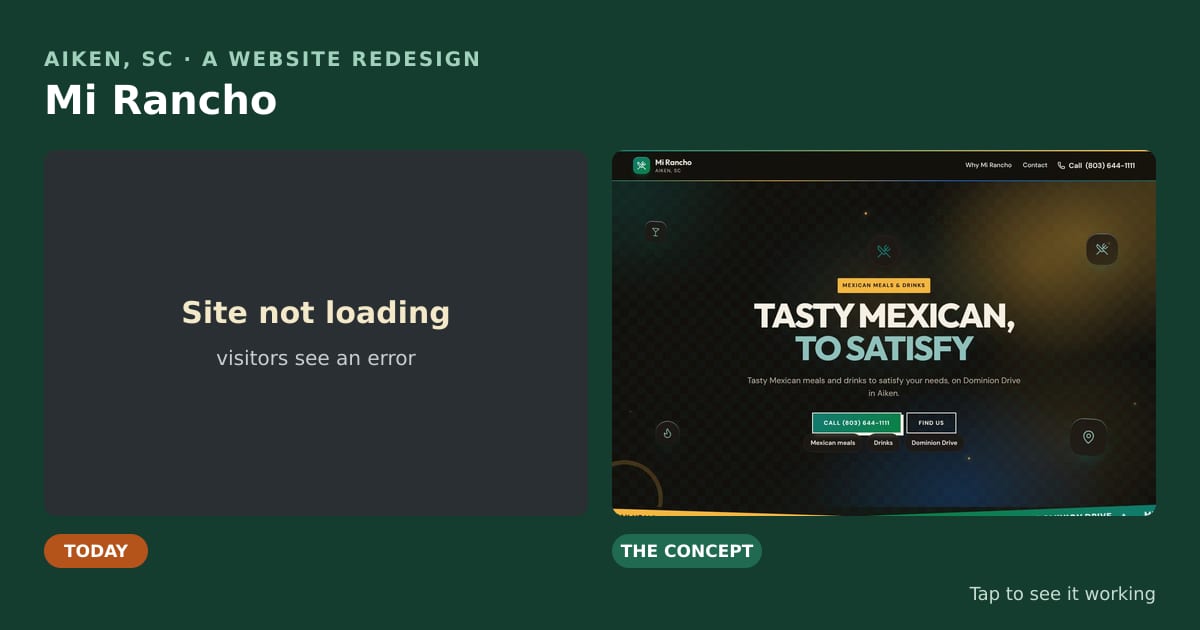 AIKEN, SC · A WEBSITE REDESIGN
Mi Rancho
Site not loading
visitors see an error
TODAY
Mi Rancho
AIKEN, SC
Why Mi Rancho
Contact
Call (803) 644-1111
MEXICAN MEALS & DRINKS
TASTY MEXICAN,
TO SATISFY
Tasty Mexican meals and drinks to satisfy your needs, on Dominion Drive
in Aiken.
CALL (803) 644-1111
FIND US
Mexican meals
Drinks
Dominion Drive
THE CONCEPT
Tap to see it working